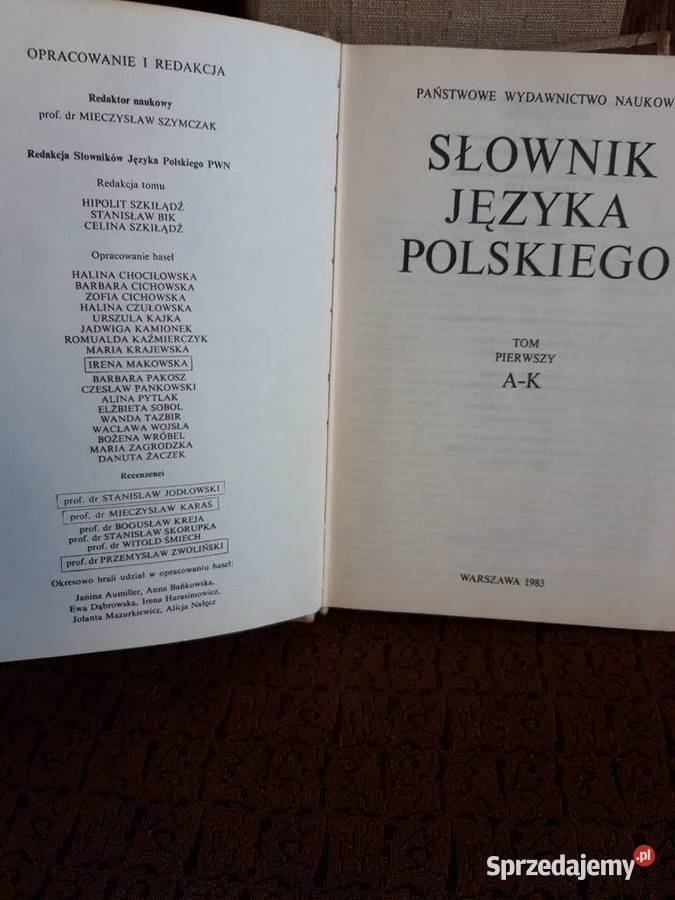 OPRACOWANIE I REDAKCJA
Redaktor naukowy
prof. dr MIECZYSŁAW SZYMCZAK
Redakcja Słowników Języka Polskiego PWN
Redakcja tomu
HIPOLIT SZKIŁĄDŹ
STANISŁAW BIK
CELINA SZKIŁĄDŹ
Opracowanie haseł
HALINA CHOCIŁOWSKA
BARBARA CICHOWSKA
ZOFIA CICHOWSKA
HALINA CZUŁOWSKA
URSZULA KAJKA
JADWIGA KAMIONEK
ROMUALDA KAŹMIERCZYK
MARIA KRAJEWSKA
IRENA MAKOWSKA
BARBARA PAKOSZ
CZESŁAW PANKOWSKI
ALINA PYTLAK
ELŻBIETA SOBOL
WANDA TAZBIR
WACŁAWA WOJSŁA
BOŻENA WRÓBEL
MARIA ZAGRODZKA
DANUTA ŻACZEK
Recenzenci
prof. dr STANISŁAW JODŁOWSKI
prof. dr MIECZYSŁAW KARAŚ
prof. dr BOGUSŁAW KREJA
prof. dr STANISŁAW SKORUPKA
prof. dr WITOLD ŚMIECH
prof. dr PRZEMYSŁAW ZWOLIŃSKI
Okresowo brali udział w opracowaniu haseł:
Janina Aumiller, Anna Bańkowska,
Ewa Dąbrowska, Irena Harasimowicz,
Jolanta Mazurkiewicz, Alicja Nałęcz
PAŃSTWOWE WYDAWNICTWO NAUKOW
SŁOWNIK
JĘZYKA
POLSKIEGO
TOM
PIERWSZY
A-K
WARSZAWA 1983
Sprzedajemy.pl